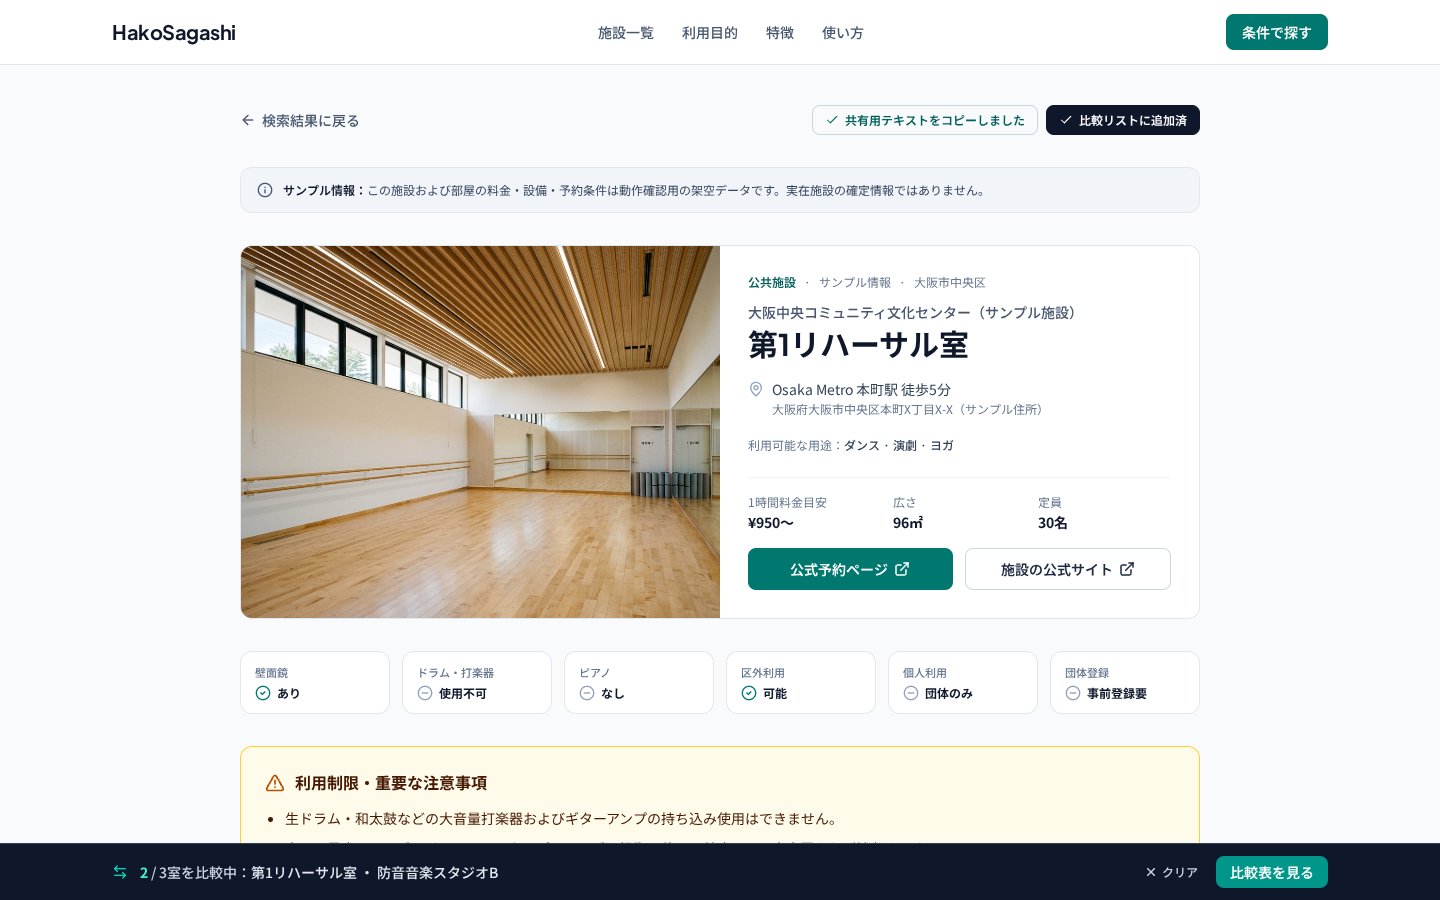 HakoSagashi
施設一覧
利用目的
特徴
使い方
条件で探す
検索結果に戻る
共有用テキストをコピーしました
比較リストに追加済
サンプル情報：この施設および部屋の料金・設備・予約条件は動作確認用の架空データです。実在施設の確定情報ではありません。
公共施設 ・ サンプル情報 ・ 大阪市中央区
大阪中央コミュニティ文化センター（サンプル施設）
第1リハーサル室
Osaka Metro 本町駅 徒歩5分
大阪府大阪市中央区本町X丁目X-X（サンプル住所）
利用可能な用途：ダンス・演劇・ヨガ
1時間料金目安
¥950〜
広さ
96㎡
定員
30名
公式予約ページ
施設の公式サイト
壁面鏡
あり
ドラム・打楽器
使用不可
ピアノ
なし
区外利用
可能
個人利用
団体のみ
団体登録
事前登録要
利用制限・重要な注意事項
• 生ドラム・和太鼓などの大音量打楽器およびギターアンプの持ち込み使用はできません。
2 / 3室を比較中：第1リハーサル室 ・ 防音音楽スタジオB
クリア
比較表を見る